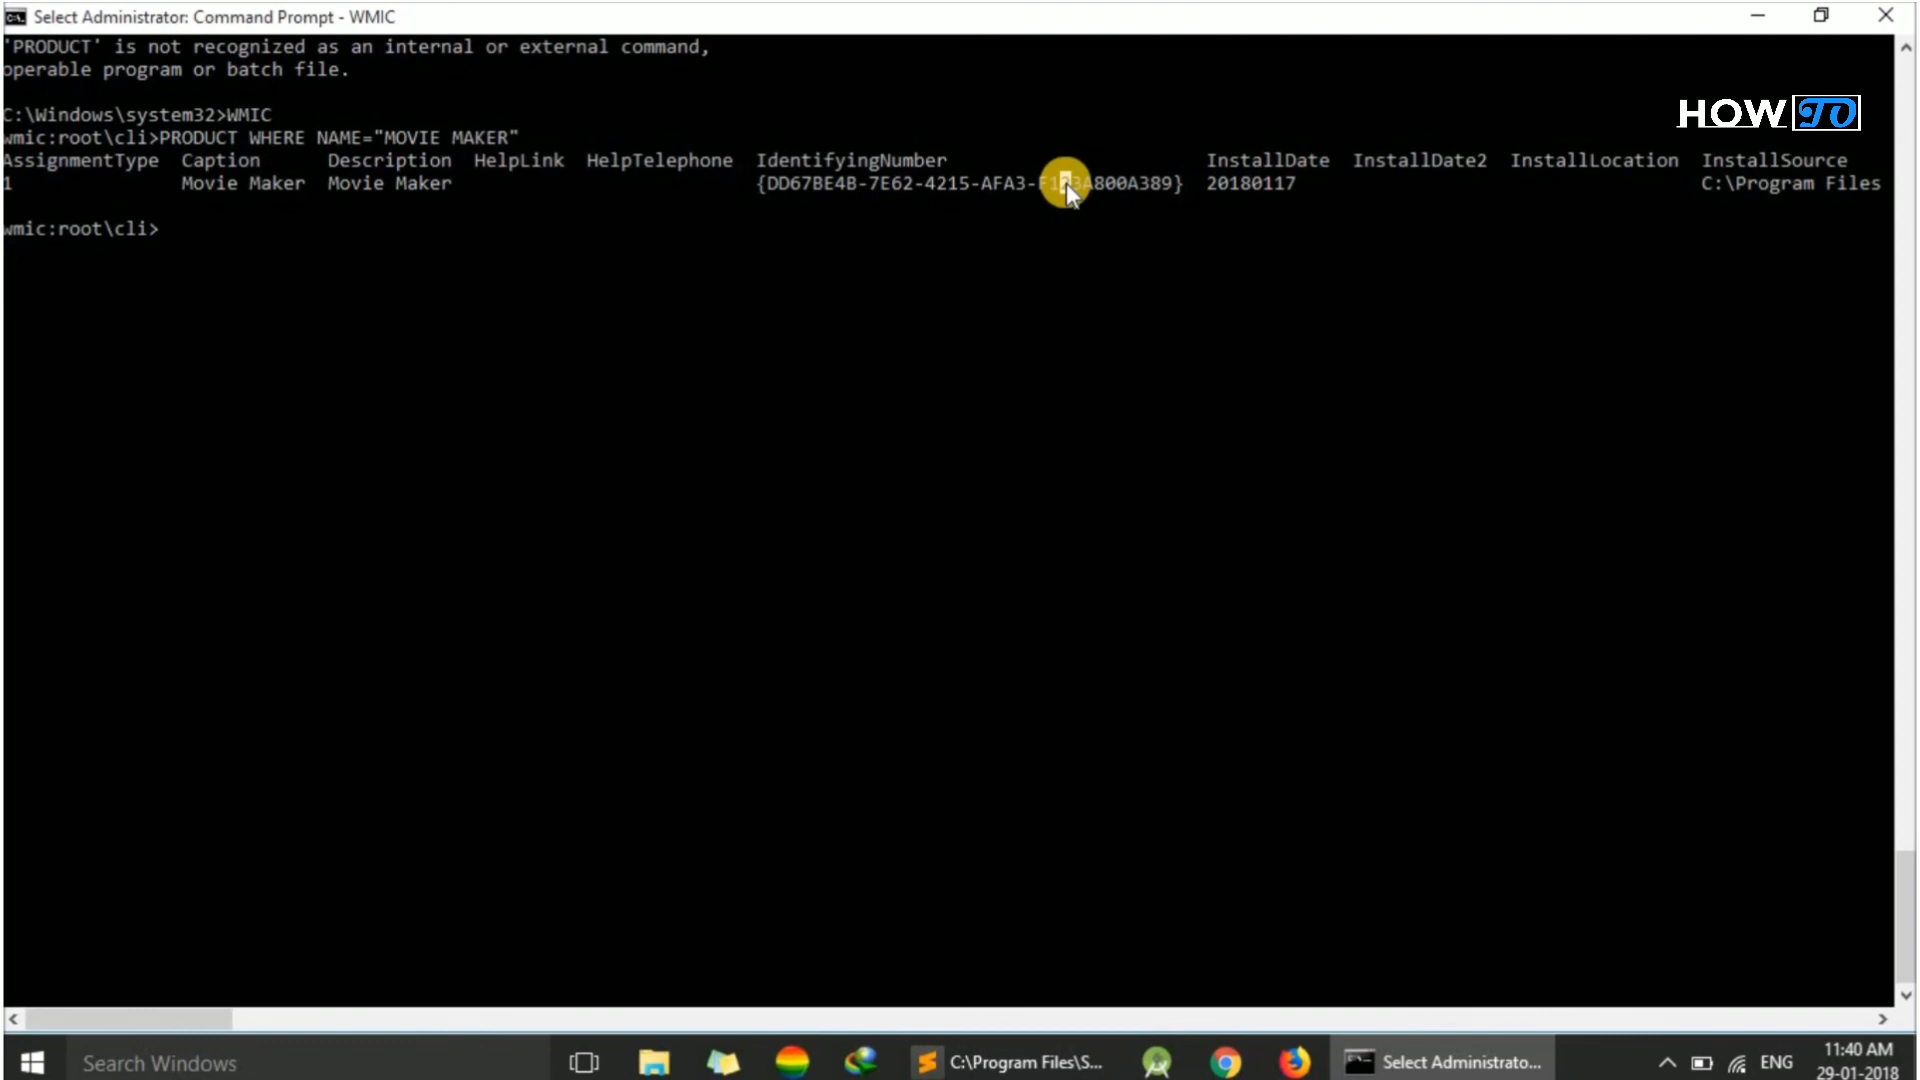 Select Administrator: Command Prompt - WMIC
'PRODUCT' is not recognized as an internal or external command,
operable program or batch file.
C:\Windows\system32>WMIC
wmic:root\cli>PRODUCT WHERE NAME="MOVIE MAKER"
AssignmentType Caption Description HelpLink HelpTelephone IdentifyingNumber InstallDate InstallDate2 InstallLocation InstallSource
1 Movie Maker Movie Maker {DD67BE4B-7E62-4215-AFA3-F123A800A389} 20180117 C:\Program Files
wmic:root\cli>
HOW TO
Search Windows
C:\Program Files\S...
Select Administrato...
ENG
11:40 AM
29-01-2018